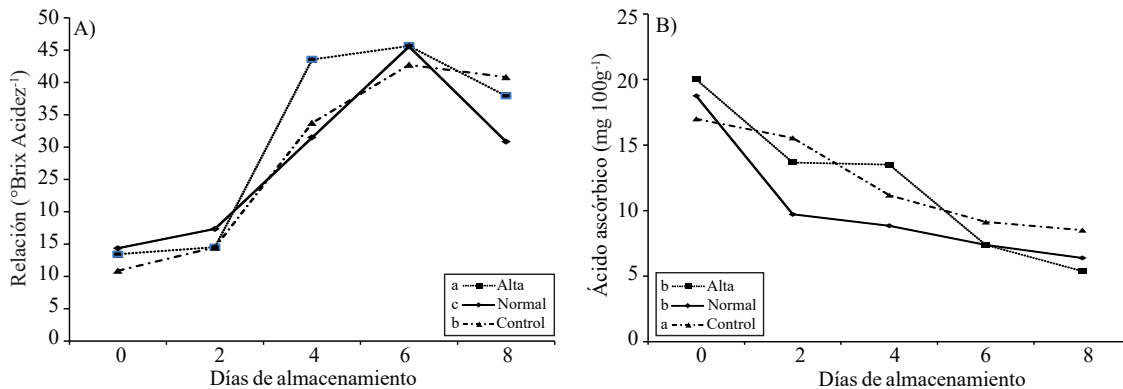 A)
Relación (°Brix Acidez⁻¹)
50
45
40
35
30
25
20
15
10
5
0
a Alta
c Normal
b Control
0 2 4 6 8
Días de almacenamiento
B)
Ácido ascórbico (mg 100g⁻¹)
25
20
15
10
5
0
b Alta
b Normal
a Control
0 2 4 6 8
Días de almacenamiento